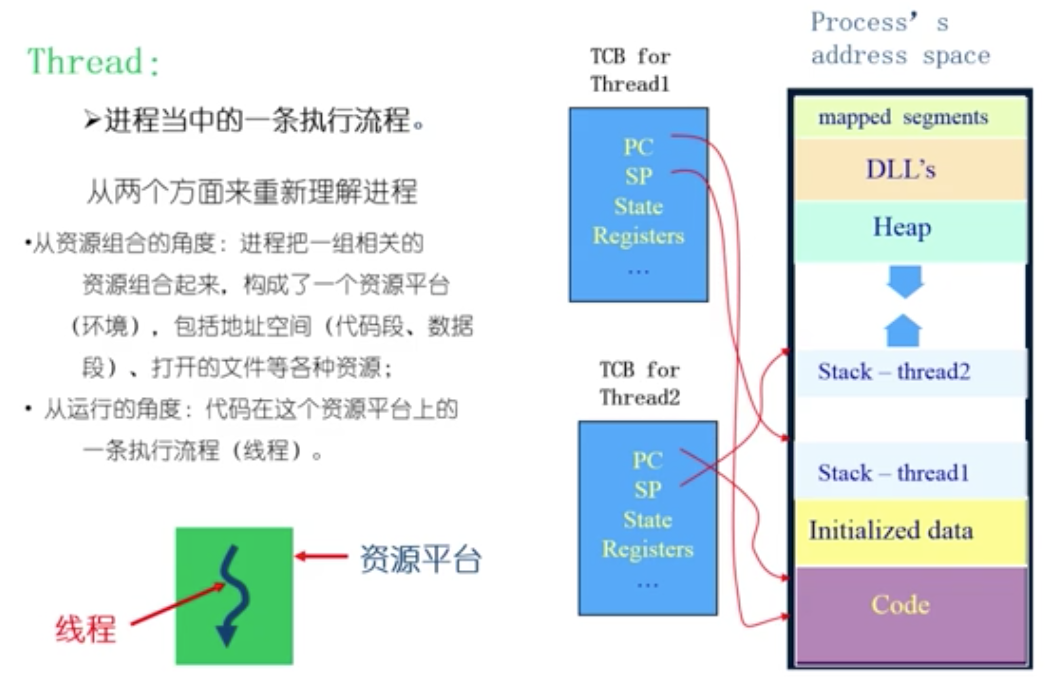 Thread:
➢进程当中的一条执行流程。
从两个方面来重新理解进程
•从资源组合的角度：进程把一组相关的
资源组合起来，构成了一个资源平台
（环境），包括地址空间（代码段、数据
段）、打开的文件等各种资源；
• 从运行的角度：代码在这个资源平台上的
一条执行流程（线程）。
资源平台
线程
TCB for
Thread1
PC
SP
State
Registers
...
TCB for
Thread2
PC
SP
State
Registers
...
Process's
address space
mapped segments
DLL's
Heap
Stack – thread2
Stack – thread1
Initialized data
Code